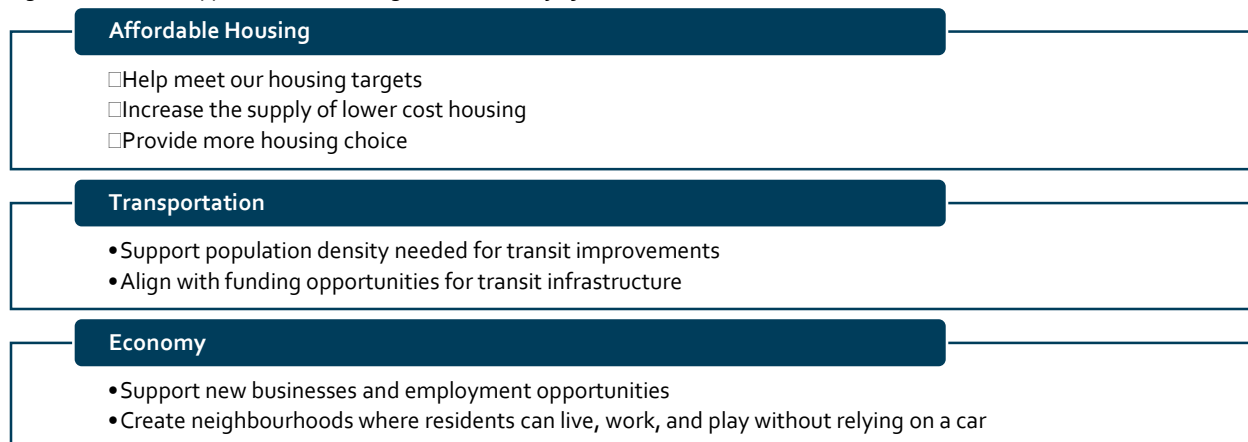 Affordable Housing
□Help meet our housing targets
□Increase the supply of lower cost housing
□Provide more housing choice
Transportation
•Support population density needed for transit improvements
•Align with funding opportunities for transit infrastructure
Economy
•Support new businesses and employment opportunities
•Create neighbourhoods where residents can live, work, and play without relying on a car